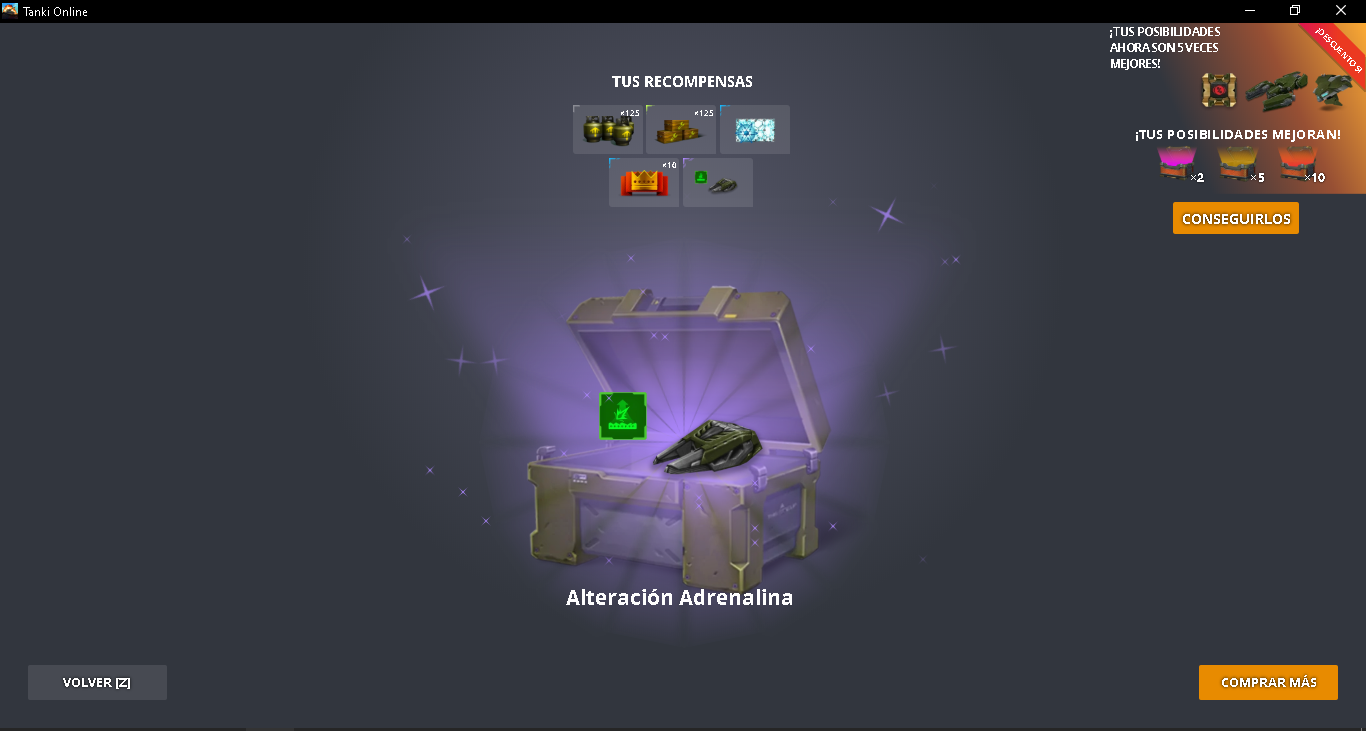 Tanki Online
¡TUS POSIBILIDADES
AHORA SON 5 VECES
MEJORES!
¡DESCUENTOS!
TUS RECOMPENSAS
×125
×125
×10
¡TUS POSIBILIDADES MEJORAN!
×2
×5
×10
CONSEGUIRLOS
Alteración Adrenalina
VOLVER [Z]
COMPRAR MÁS